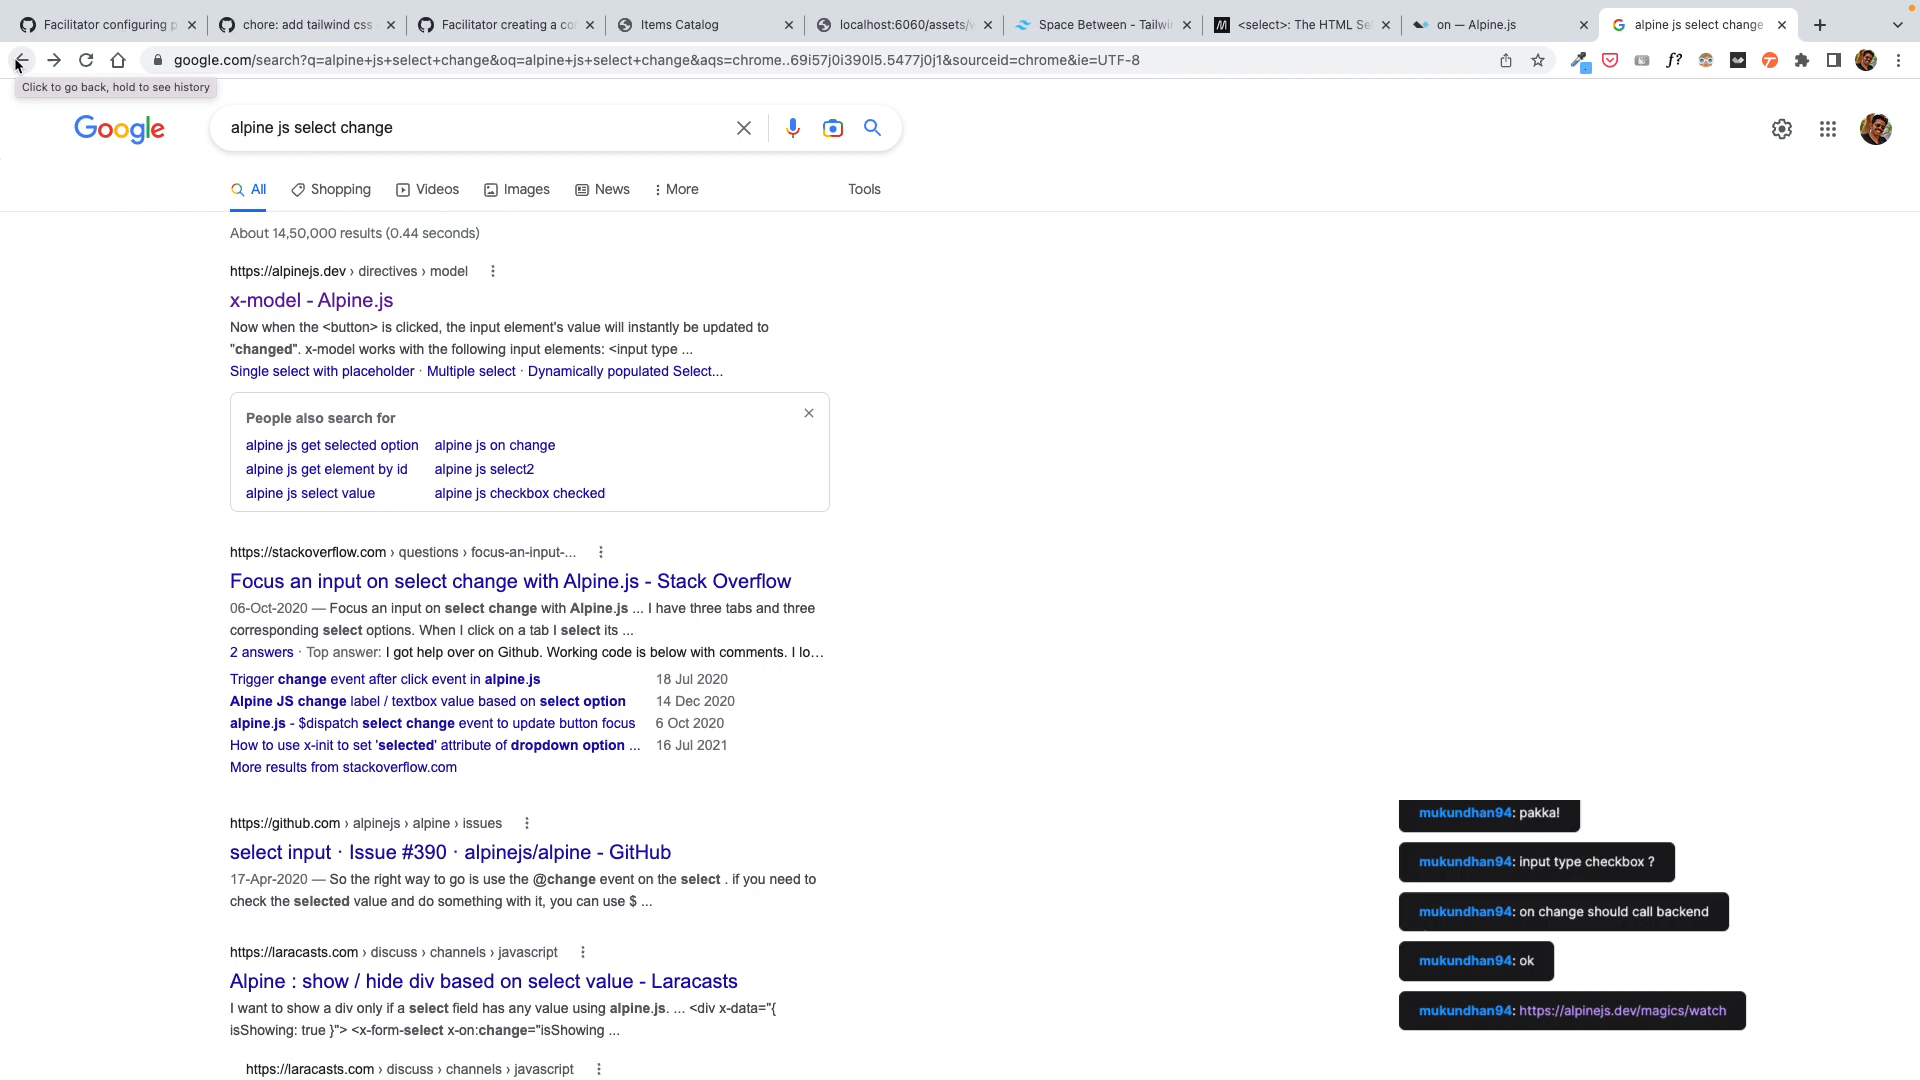 Facilitator configuring p
chore: add tailwind css
Facilitator creating a co
Items Catalog
localhost:6060/assets/v
Space Between - Tailwi
<select>: The HTML Se
on — Alpine.js
alpine js select change
google.com/search?q=alpine+js+select+change&oq=alpine+js+select+change&aqs=chrome..69i57j0i390l5.5477j0j1&sourceid=chrome&ie=UTF-8
f?
Click to go back, hold to see history
Google
alpine js select change
All
Shopping
Videos
Images
News
More
Tools
About 14,50,000 results (0.44 seconds)
https://alpinejs.dev › directives › model
x-model - Alpine.js
Now when the <button> is clicked, the input element's value will instantly be updated to
"changed". x-model works with the following input elements: <input type ...
Single select with placeholder · Multiple select · Dynamically populated Select...
People also search for
alpine js get selected option
alpine js on change
alpine js get element by id
alpine js select2
alpine js select value
alpine js checkbox checked
https://stackoverflow.com › questions › focus-an-input-...
Focus an input on select change with Alpine.js - Stack Overflow
06-Oct-2020 — Focus an input on select change with Alpine.js ... I have three tabs and three
corresponding select options. When I click on a tab I select its ...
2 answers · Top answer: I got help over on Github. Working code is below with comments. I lo...
Trigger change event after click event in alpine.js 18 Jul 2020
Alpine JS change label / textbox value based on select option 14 Dec 2020
alpine.js - $dispatch select change event to update button focus 6 Oct 2020
How to use x-init to set 'selected' attribute of dropdown option ... 16 Jul 2021
More results from stackoverflow.com
https://github.com › alpinejs › alpine › issues
select input · Issue #390 · alpinejs/alpine - GitHub
17-Apr-2020 — So the right way to go is use the @change event on the select . if you need to
check the selected value and do something with it, you can use $ ...
https://laracasts.com › discuss › channels › javascript
Alpine : show / hide div based on select value - Laracasts
I want to show a div only if a select field has any value using alpine.js. ... <div x-data="{
isShowing: true }"> <x-form-select x-on:change="isShowing ...
https://laracasts.com › discuss › channels › javascript
mukundhan94: pakka!
mukundhan94: input type checkbox ?
mukundhan94: on change should call backend
mukundhan94: ok
mukundhan94: https://alpinejs.dev/magics/watch